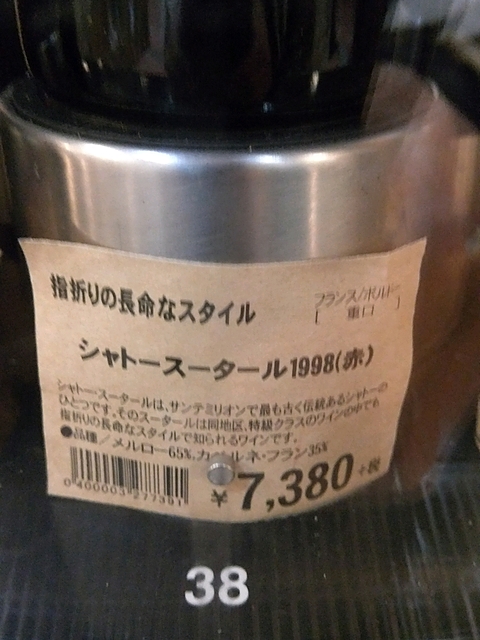 指折りの長命なスタイル
フランス/ボルドー
[ 重口 ]
シャトースータール1998(赤)
シャトー・スータールは、サンテミリオンで最も古く伝統あるシャトーの
ひとつです。そのスータールは同地区、特級クラスのワインの中でも
指折りの長命なスタイルで知られるワインです。
●品種/メルロー65%、カベルネ・フラン35%
0400003277381
¥7,380+税
38